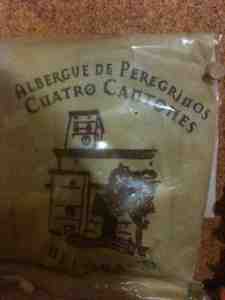 ALBERGUE DE PEREGRINOS
CUATRO CANTONES